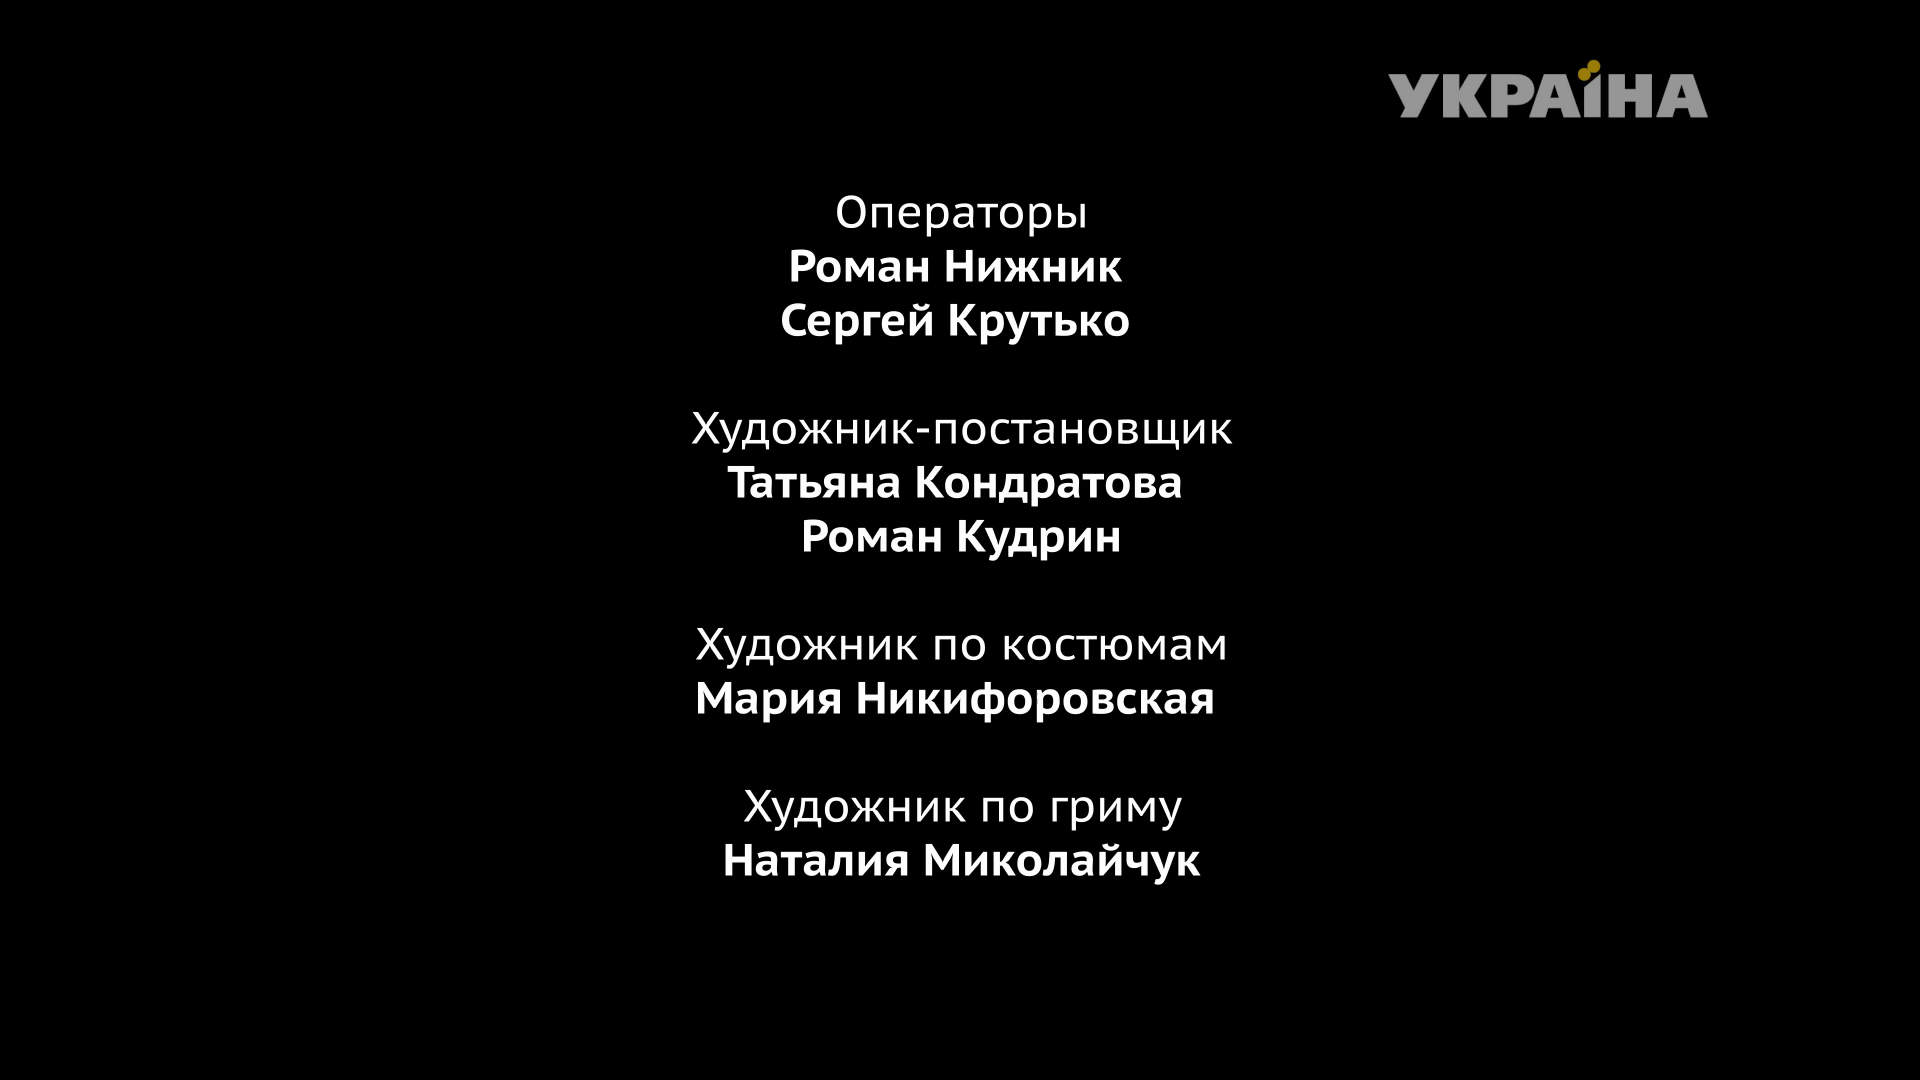 УКРАЇНА
Операторы
Роман Нижник
Сергей Крутько
Художник-постановщик
Татьяна Кондратова
Роман Кудрин
Художник по костюмам
Мария Никифоровская
Художник по гриму
Наталия Миколайчук